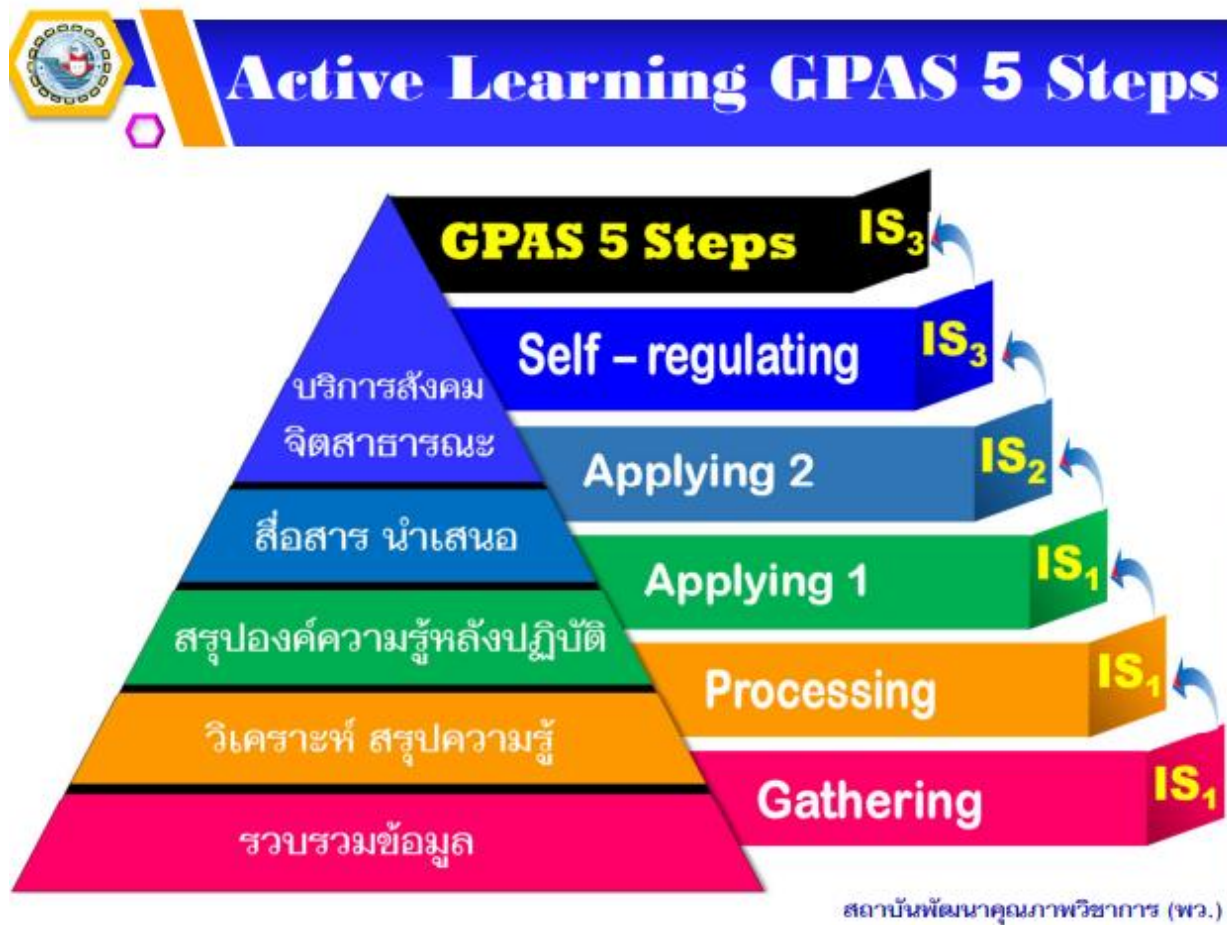 Active Learning GPAS 5 Steps
GPAS 5 Steps IS3
Self – regulating IS3
บริการสังคม
จิตสาธารณะ
Applying 2 IS2
สื่อสาร นำเสนอ
Applying 1 IS1
สรุปองค์ความรู้หลังปฏิบัติ
Processing IS1
วิเคราะห์ สรุปความรู้
Gathering IS1
รวบรวมข้อมูล
สถาบันพัฒนาคุณภาพวิชาการ (พว.)